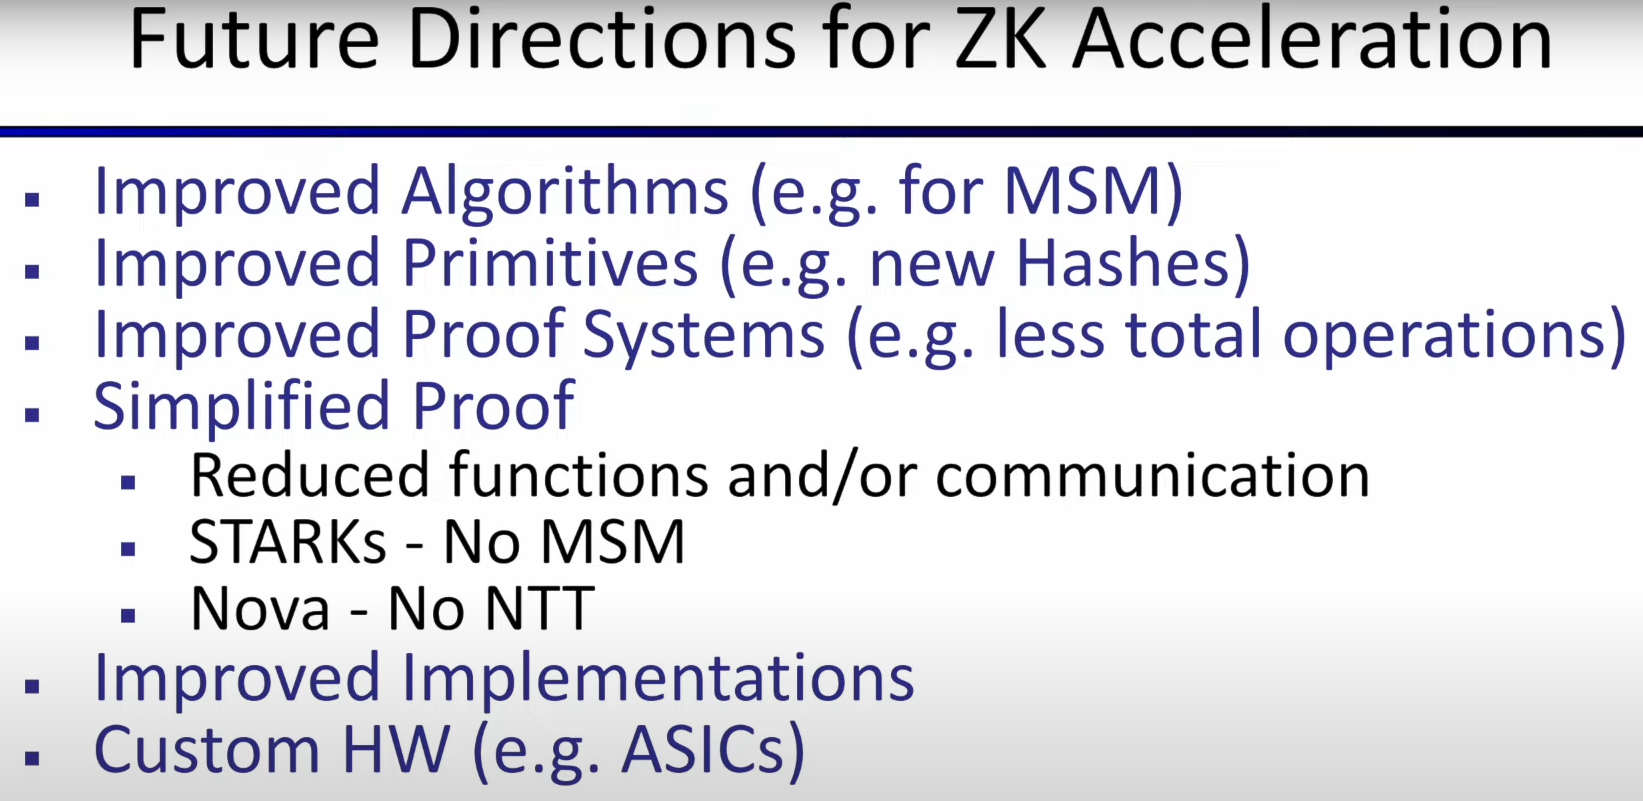 Future Directions for ZK Acceleration
▪ Improved Algorithms (e.g. for MSM)
▪ Improved Primitives (e.g. new Hashes)
▪ Improved Proof Systems (e.g. less total operations)
▪ Simplified Proof
▪ Reduced functions and/or communication
▪ STARKs - No MSM
▪ Nova - No NTT
▪ Improved Implementations
▪ Custom HW (e.g. ASICs)